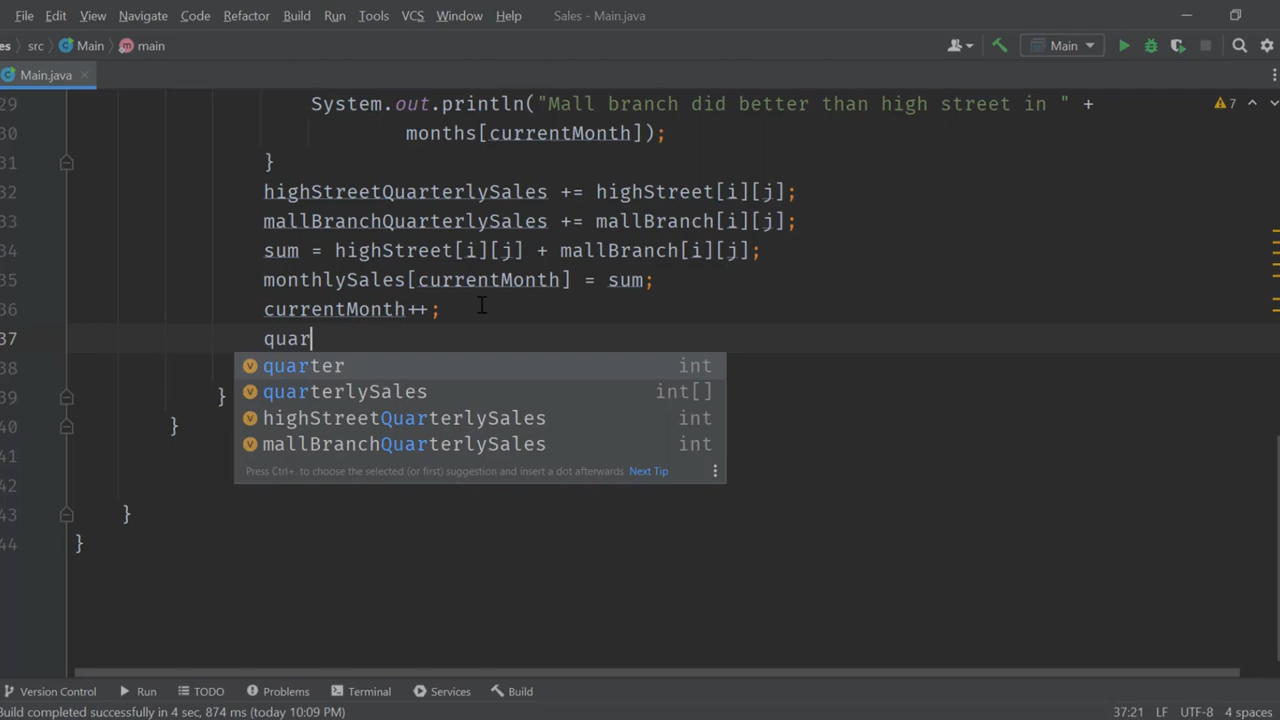 File Edit View Navigate Code Refactor Build Run Tools VCS Window Help Sales - Main.java
es src Main m main Main
Main.java
29 System.out.println("Mall branch did better than high street in " + 7
30 months[currentMonth]);
31 }
32 highStreetQuarterlySales += highStreet[i][j];
33 mallBranchQuarterlySales += mallBranch[i][j];
34 sum = highStreet[i][j] + mallBranch[i][j];
35 monthlySales[currentMonth] = sum;
36 currentMonth++;
37 quar
38 quarter int
quarterlySales int[]
39 }
highStreetQuarterlySales int
40 }
mallBranchQuarterlySales int
41
Press Ctrl+. to choose the selected (or first) suggestion and insert a dot afterwards Next Tip
42
43 }
44 }
Version Control Run TODO Problems Terminal Services Build
Build completed successfully in 4 sec, 874 ms (today 10:09 PM) 37:21 LF UTF-8 4 spaces